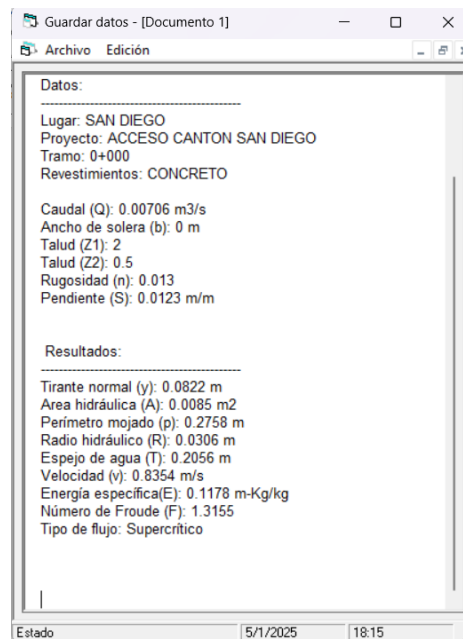 Guardar datos - [Documento 1]
Archivo Edición
Datos:
--------------------------------------------
Lugar: SAN DIEGO
Proyecto: ACCESO CANTON SAN DIEGO
Tramo: 0+000
Revestimientos: CONCRETO
Caudal (Q): 0.00706 m3/s
Ancho de solera (b): 0 m
Talud (Z1): 2
Talud (Z2): 0.5
Rugosidad (n): 0.013
Pendiente (S): 0.0123 m/m
Resultados:
--------------------------------------------
Tirante normal (y): 0.0822 m
Area hidráulica (A): 0.0085 m2
Perímetro mojado (p): 0.2758 m
Radio hidráulico (R): 0.0306 m
Espejo de agua (T): 0.2056 m
Velocidad (v): 0.8354 m/s
Energía específica(E): 0.1178 m-Kg/kg
Número de Froude (F): 1.3155
Tipo de flujo: Supercrítico
Estado 5/1/2025 18:15